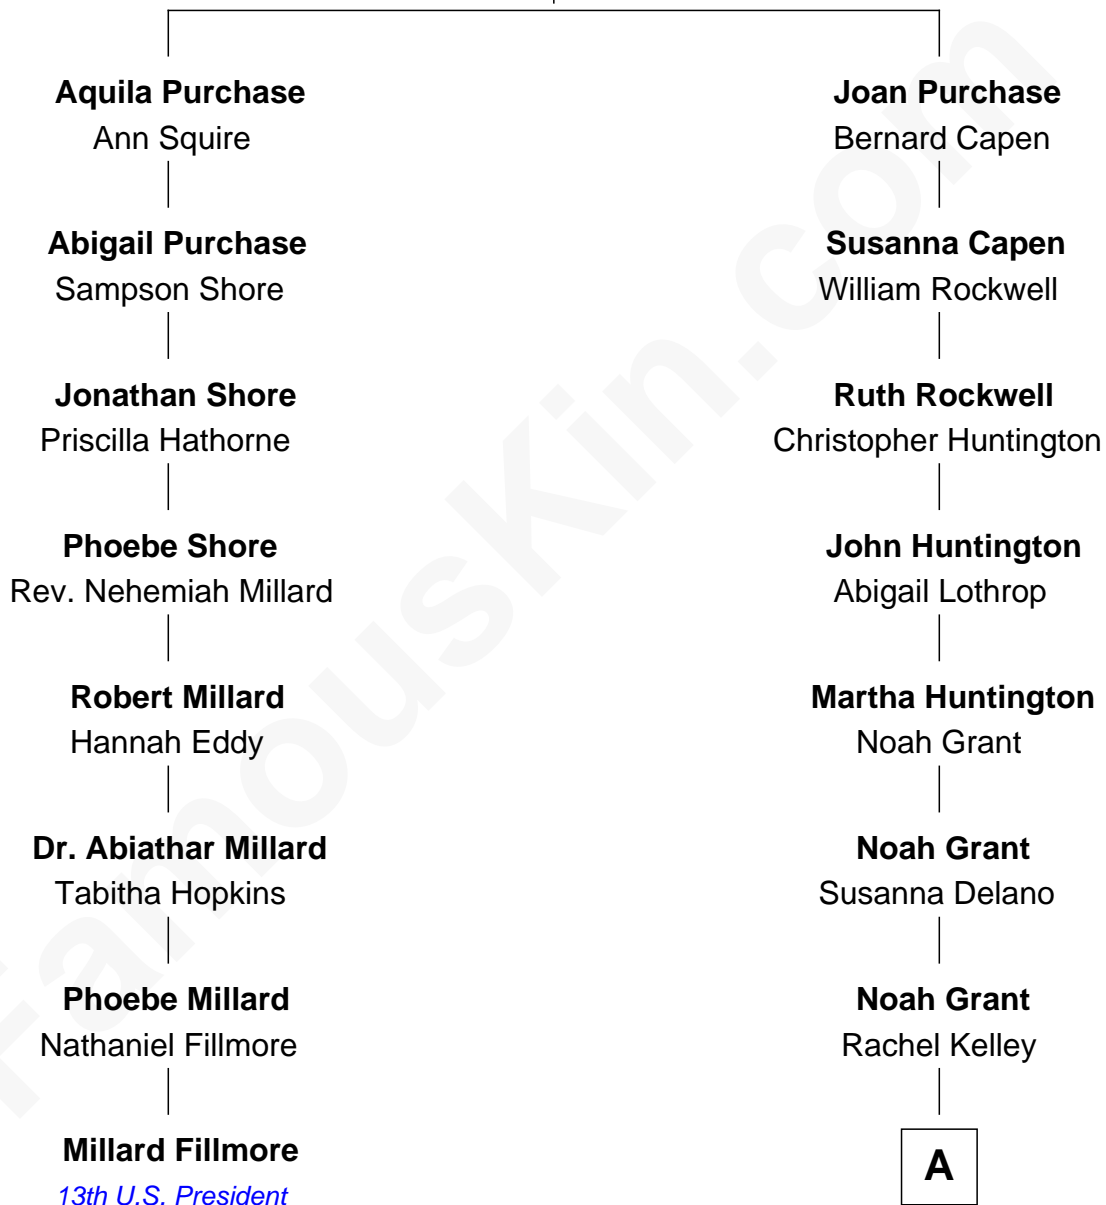 Aquila Purchase
Ann Squire
Joan Purchase
Bernard Capen
Abigail Purchase
Sampson Shore
Susanna Capen
William Rockwell
Jonathan Shore
Priscilla Hathorne
Ruth Rockwell
Christopher Huntington
Phoebe Shore
Rev. Nehemiah Millard
John Huntington
Abigail Lothrop
Robert Millard
Hannah Eddy
Martha Huntington
Noah Grant
Dr. Abiathar Millard
Tabitha Hopkins
Noah Grant
Susanna Delano
Phoebe Millard
Nathaniel Fillmore
Noah Grant
Rachel Kelley
Millard Fillmore
13th U.S. President
A
FamousKin.com